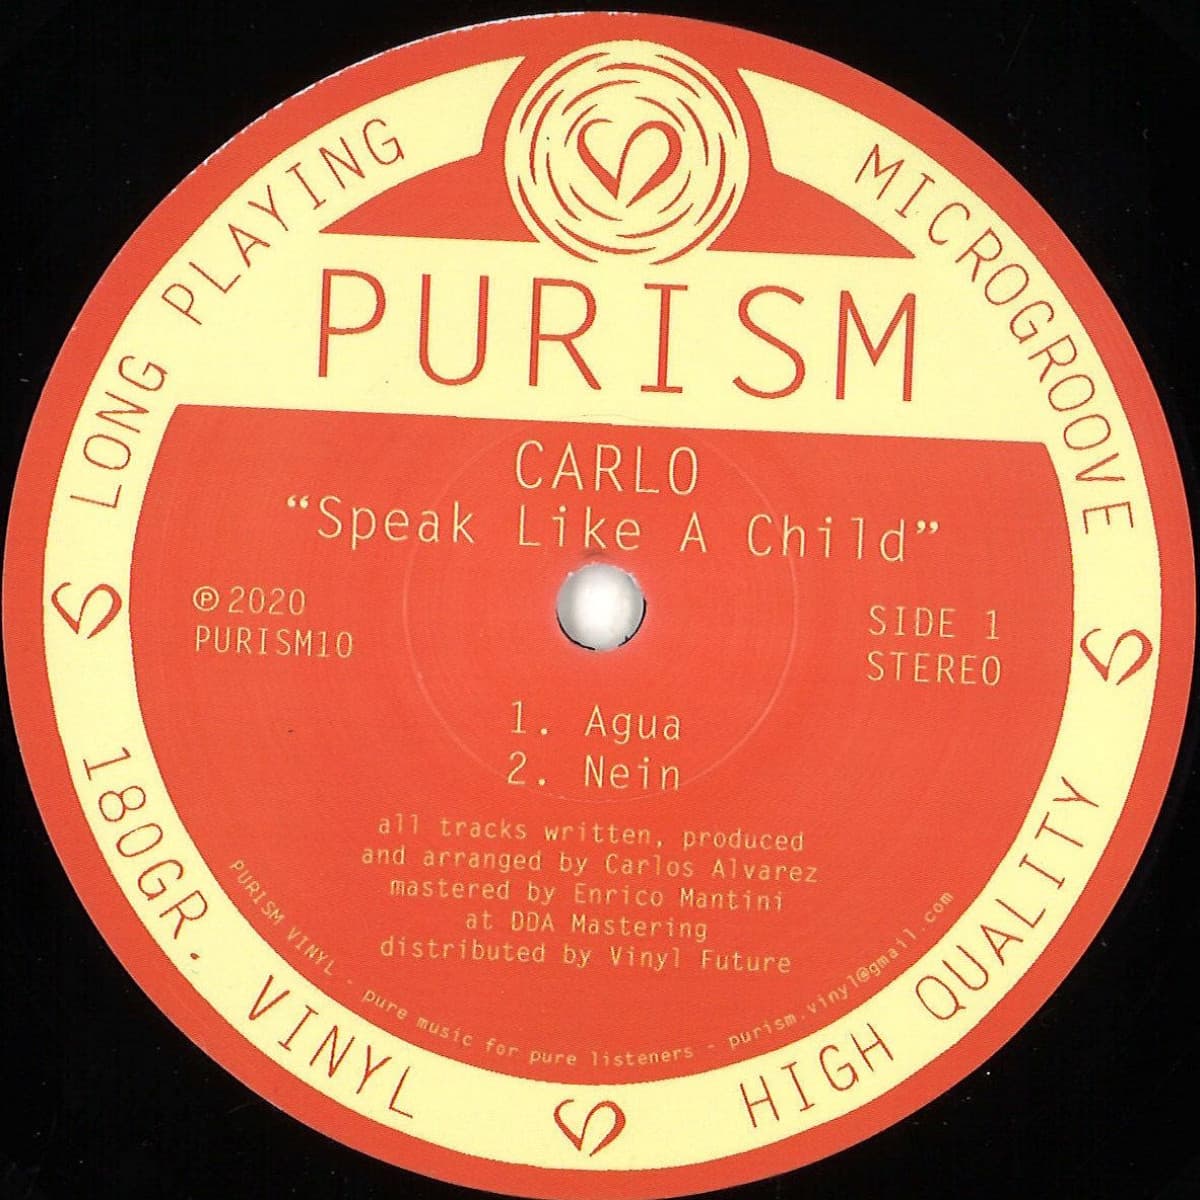 LONG PLAYING
MICROGROOVE
PURISM
CARLO
“Speak Like A Child”
℗ 2020
PURISM10
SIDE 1
STEREO
1. Agua
2. Nein
all tracks written, produced
and arranged by Carlos Alvarez
mastered by Enrico Mantini
at DDA Mastering
distributed by Vinyl Future
PURISM VINYL - pure music for pure listeners - purism.vinyl@gmail.com
180GR. VINYL
HIGH QUALITY